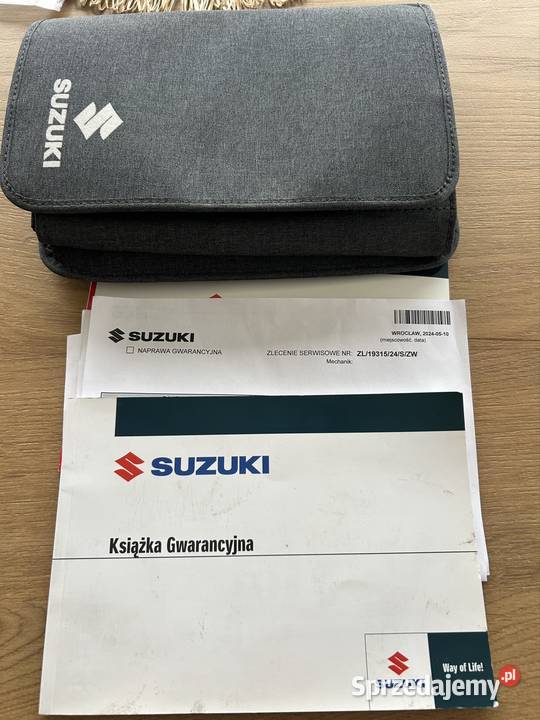 SUZUKI
SUZUKI
NAPRAWA GWARANCYJNA
WROCŁAW, 2024-05-10
(miejscowość, data)
ZLECENIE SERWISOWE NR: ZL/19315/24/S/ZW
Mechanik:
SUZUKI
Książka Gwarancyjna
Way of Life!
SUZUKI
Sprzedajemy.pl